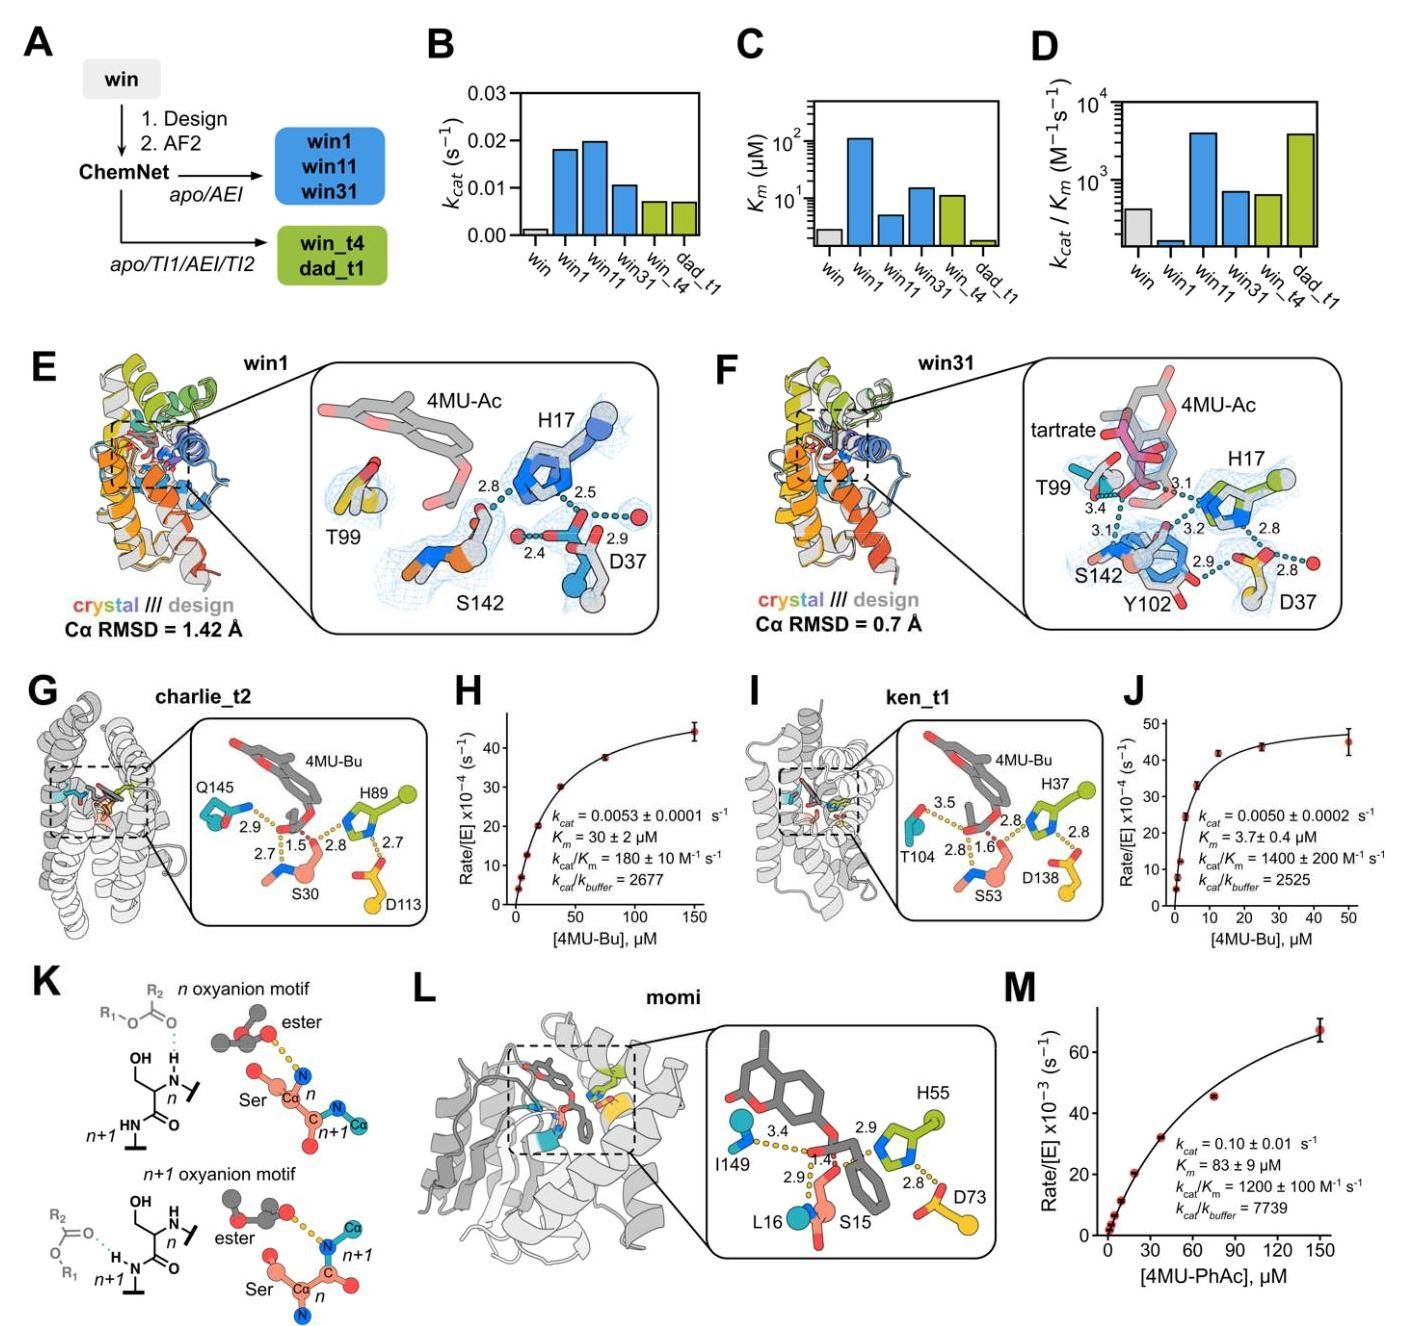 A
win
1. Design
2. AF2
ChemNet
apo/AEI
win1
win11
win31
apo/TI1/AEI/TI2
win_t4
dad_t1
B
k_cat (s⁻¹)
0.03
0.02
0.01
0.00
win
win1
win11
win31
win_t4
dad_t1
C
K_m (µM)
10²
10¹
win
win1
win11
win31
win_t4
dad_t1
D
k_cat / K_m (M⁻¹s⁻¹)
10⁴
10³
win
win1
win11
win31
win_t4
dad_t1
E
win1
4MU-Ac
H17
2.8
2.5
T99
2.4
2.9
D37
S142
crystal /// design
Cα RMSD = 1.42 Å
F
win31
4MU-Ac
tartrate
H17
T99
3.1
3.4
3.1
3.2
2.8
S142
2.9
2.8
Y102
D37
crystal /// design
Cα RMSD = 0.7 Å
G
charlie_t2
4MU-Bu
Q145
H89
2.9
2.7
1.5
2.8
2.7
S30
D113
H
Rate/[E] x10⁻⁴ (s⁻¹)
40
30
20
10
0
k_cat = 0.0053 ± 0.0001 s⁻¹
K_m = 30 ± 2 µM
k_cat/K_m = 180 ± 10 M⁻¹ s⁻¹
k_cat/k_buffer = 2677
0 50 100 150
[4MU-Bu], µM
I
ken_t1
4MU-Bu
H37
3.5
2.8
T104
2.8
1.6
2.8
D138
S53
J
Rate/[E] x10⁻⁴ (s⁻¹)
50
40
30
20
10
0
k_cat = 0.0050 ± 0.0002 s⁻¹
K_m = 3.7± 0.4 µM
k_cat/K_m = 1400 ± 200 M⁻¹ s⁻¹
k_cat/k_buffer = 2525
0 10 20 30 40 50
[4MU-Bu], µM
K
n oxyanion motif
R₂
R₁
O
O
ester
OH
H
N
n
N
n
Ser
Cα
N
HN
O
C
Cα
n+1
n+1
n+1 oxyanion motif
OH
H
N
n
R₂
O
O
R₁
H
N
n+1
O
ester
Cα
N
n+1
C
Ser
Cα
n
N
L
momi
H55
3.4
2.9
I149
1.4
2.9
2.8
D73
L16
S15
M
Rate/[E] x10⁻³ (s⁻¹)
60
40
20
0
k_cat = 0.10 ± 0.01 s⁻¹
K_m = 83 ± 9 µM
k_cat/K_m = 1200 ± 100 M⁻¹ s⁻¹
k_cat/k_buffer = 7739
0 30 60 90 120 150
[4MU-PhAc], µM